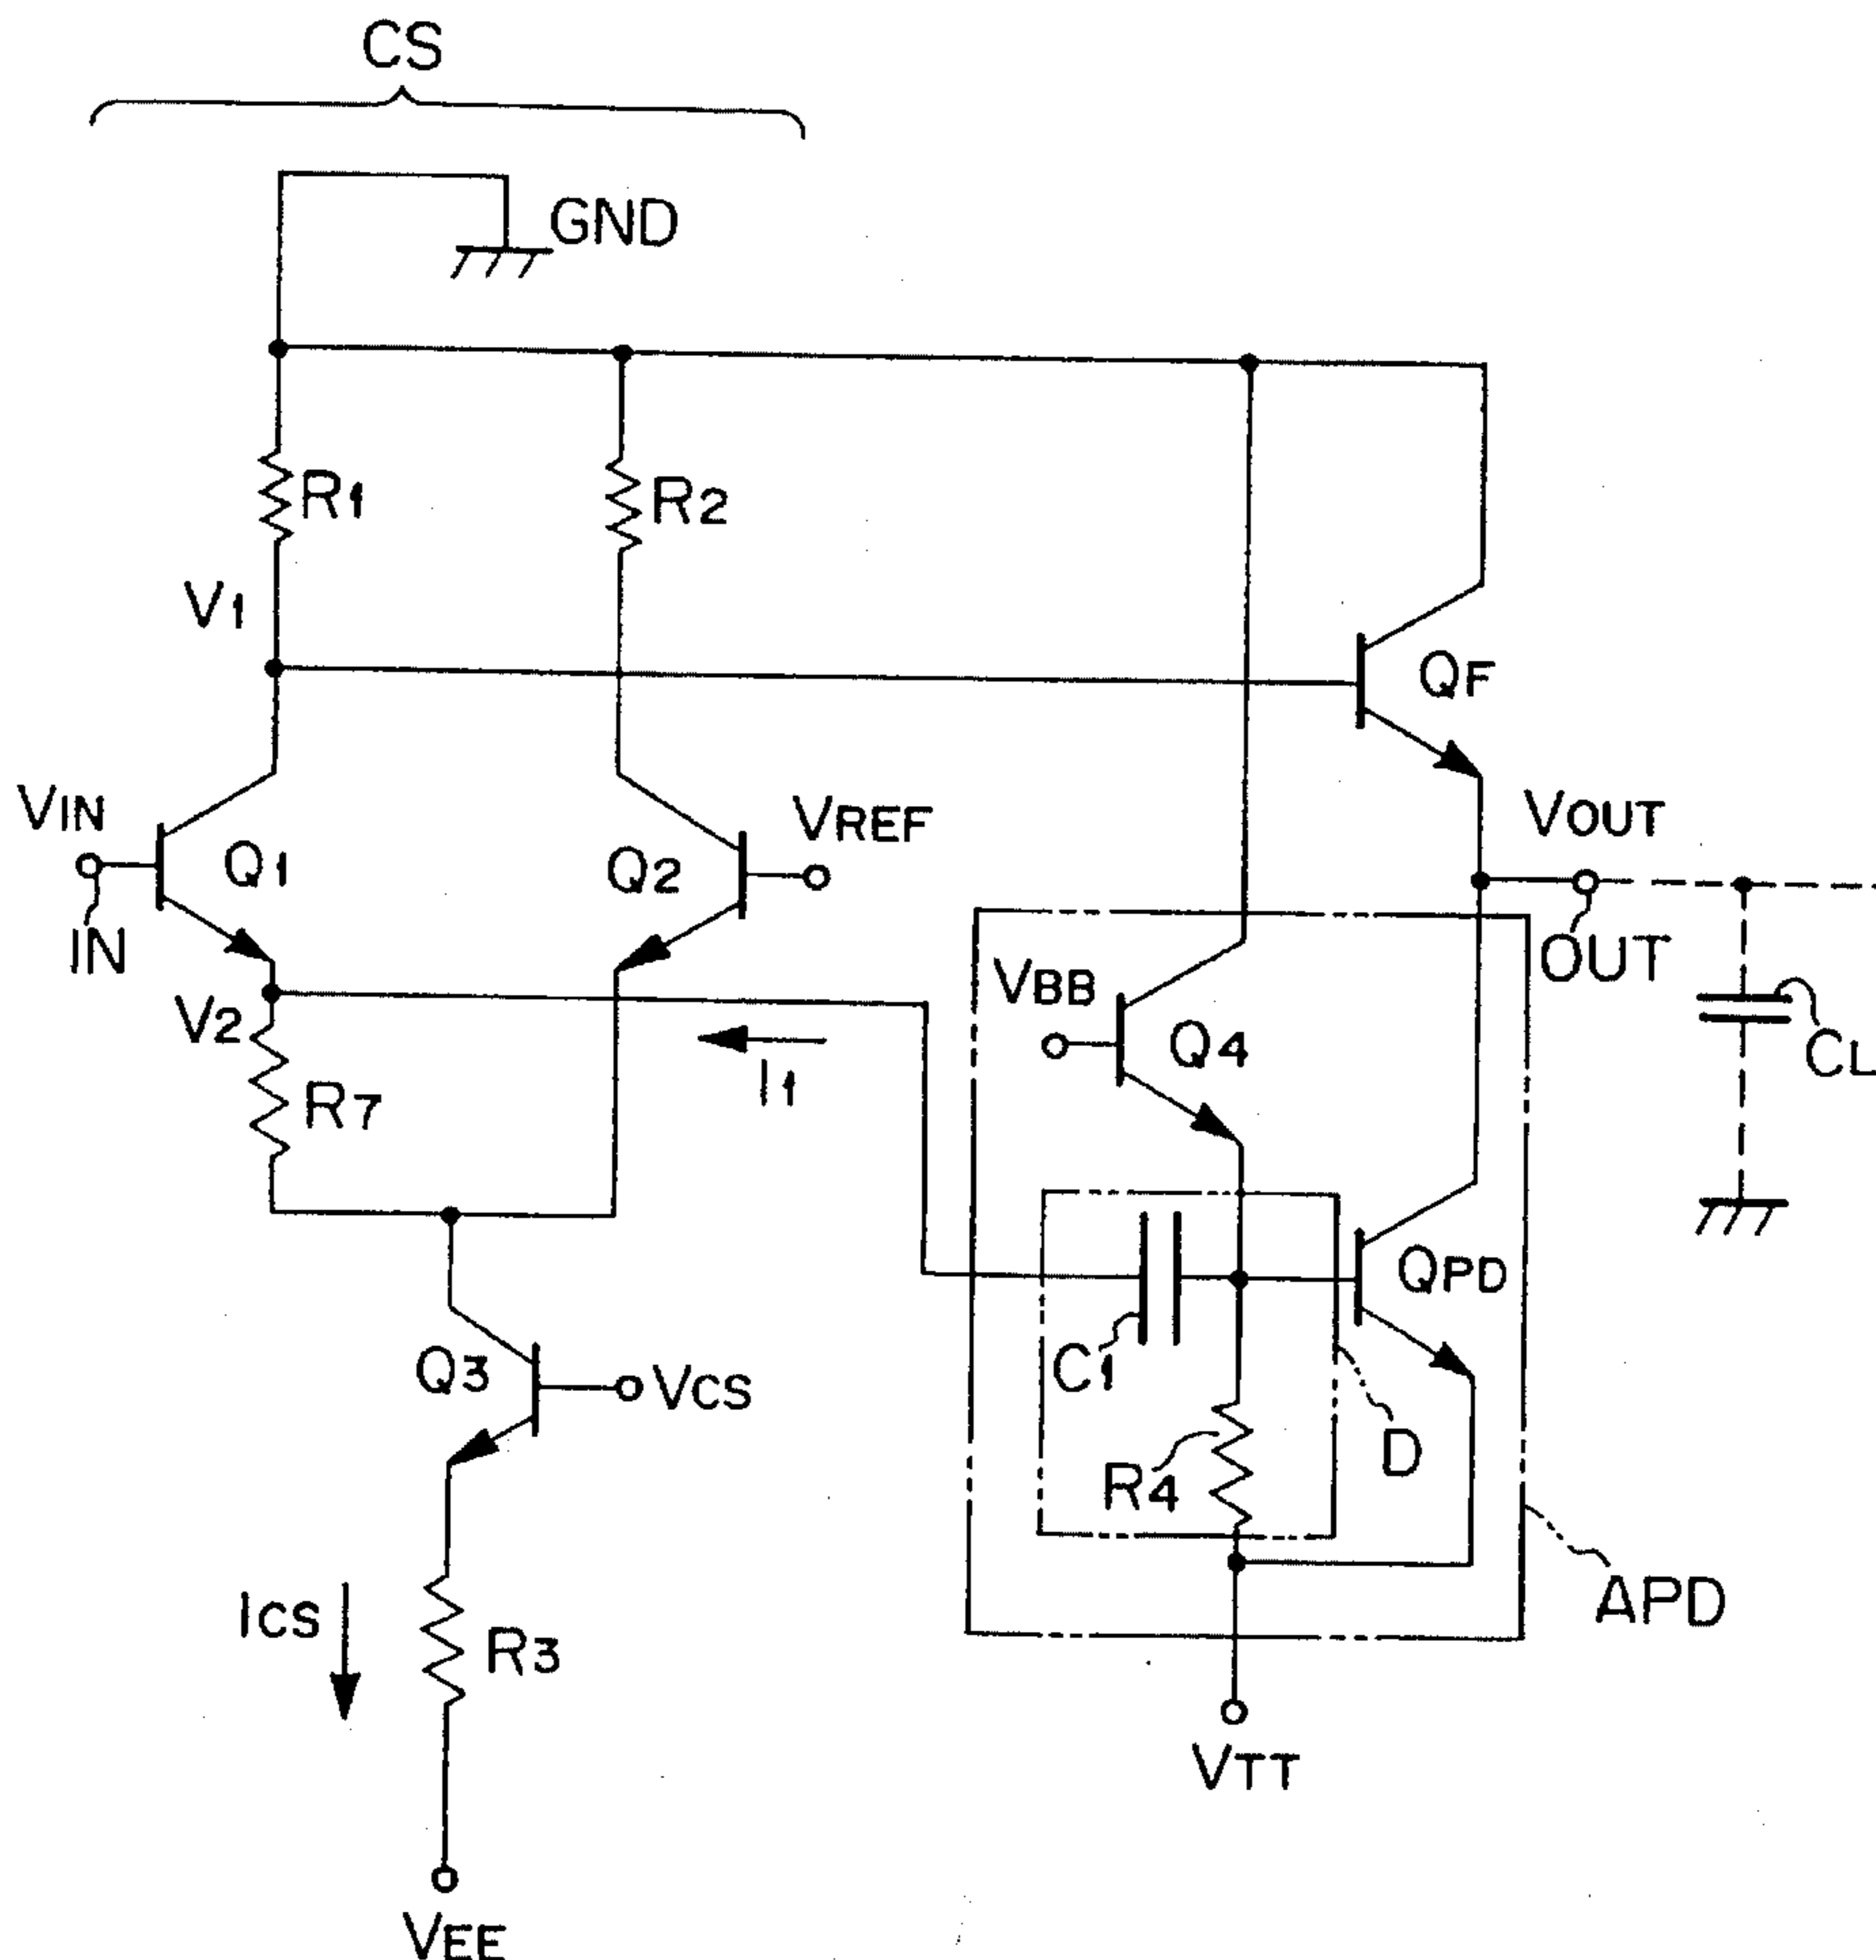 CS
GND
R1
R2
V1
QF
VIN
VREF
VOUT
Q1
Q2
IN
OUT
VBB
V2
Q4
CL
I1
R7
QPD
C1
Q3
VCS
D
R4
ICS
APD
R3
VTT
VEE